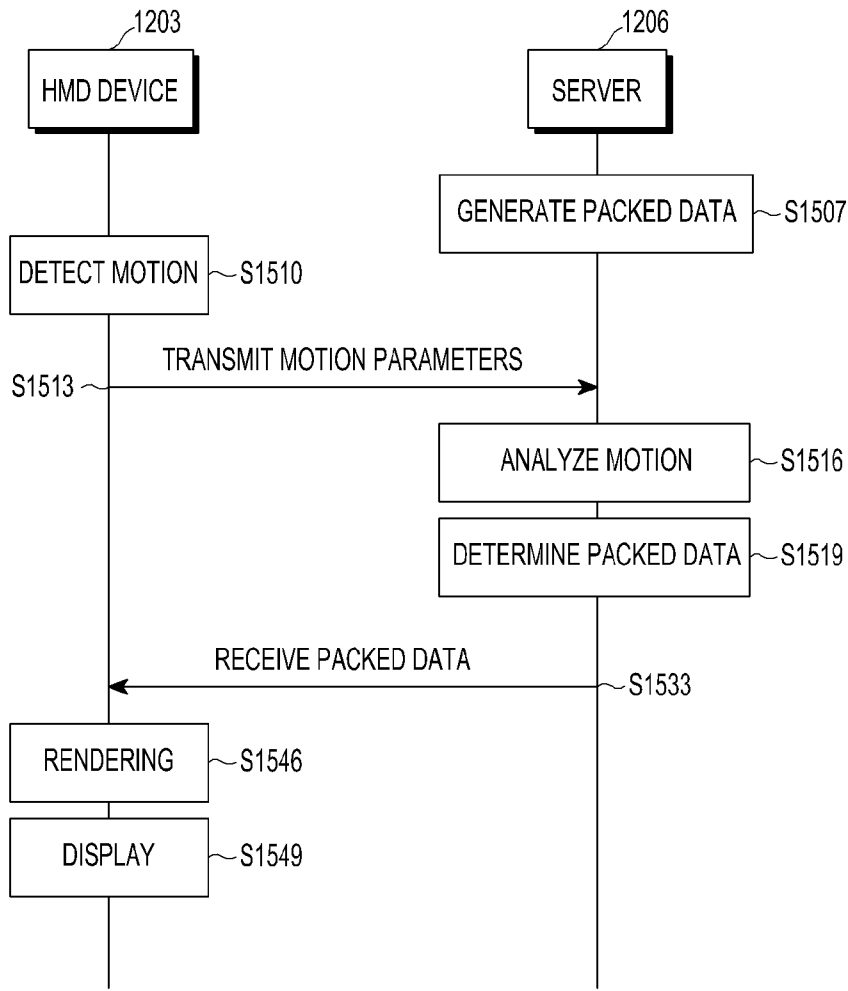 1203
1206
HMD DEVICE
SERVER
GENERATE PACKED DATA
S1507
DETECT MOTION
S1510
TRANSMIT MOTION PARAMETERS
S1513
ANALYZE MOTION
S1516
DETERMINE PACKED DATA
S1519
RECEIVE PACKED DATA
S1533
RENDERING
S1546
DISPLAY
S1549